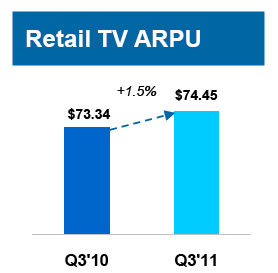 Retail TV ARPU
+1.5%
$73.34
$74.45
Q3'10
Q3'11